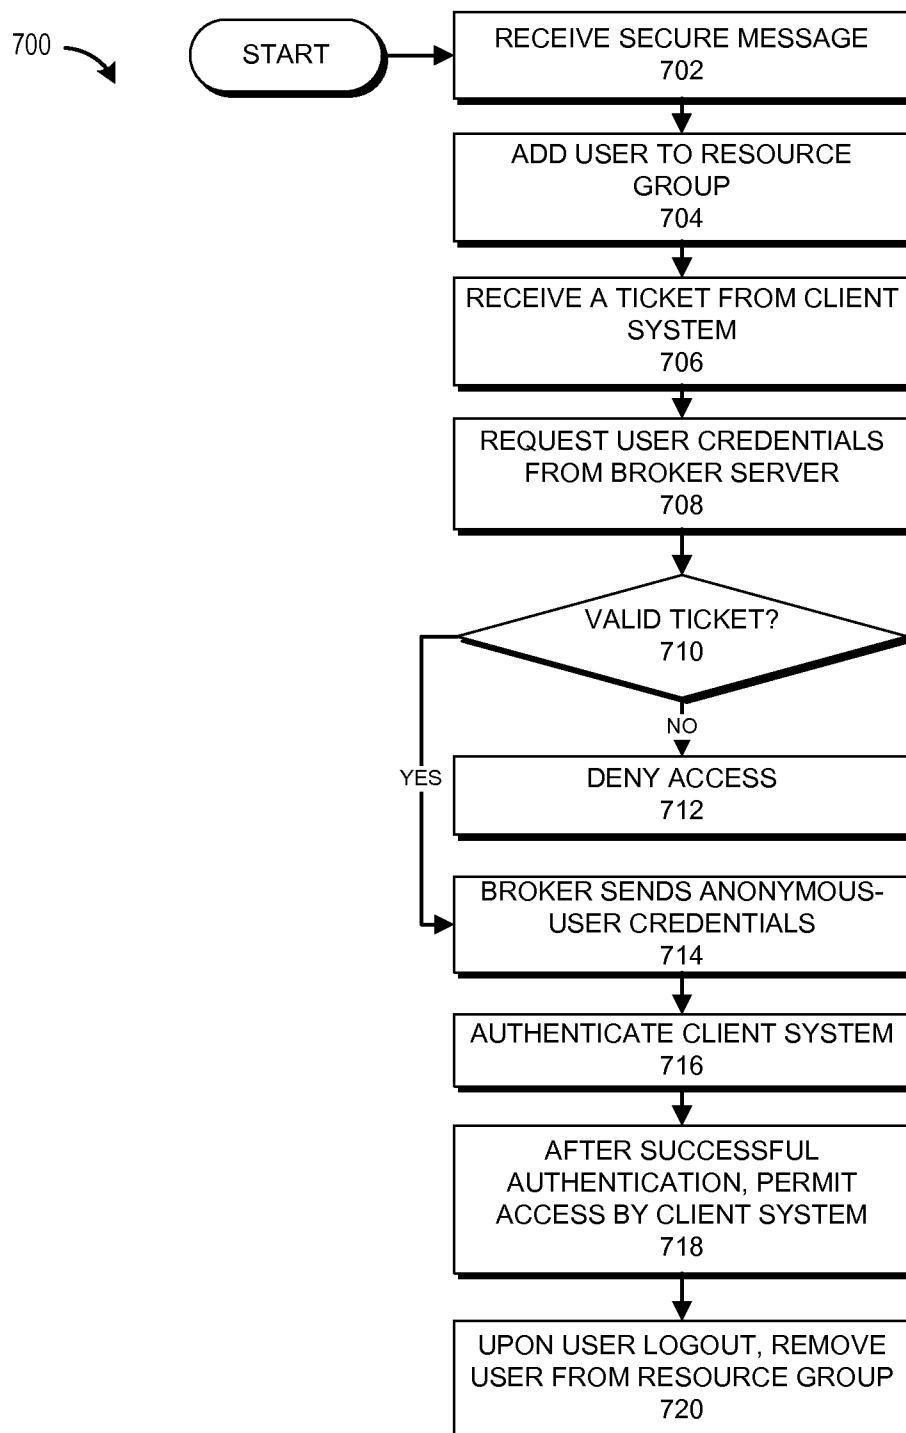 700
START
RECEIVE SECURE MESSAGE
702
ADD USER TO RESOURCE
GROUP
704
RECEIVE A TICKET FROM CLIENT
SYSTEM
706
REQUEST USER CREDENTIALS
FROM BROKER SERVER
708
VALID TICKET?
710
NO
YES
DENY ACCESS
712
BROKER SENDS ANONYMOUS-
USER CREDENTIALS
714
AUTHENTICATE CLIENT SYSTEM
716
AFTER SUCCESSFUL
AUTHENTICATION, PERMIT
ACCESS BY CLIENT SYSTEM
718
UPON USER LOGOUT, REMOVE
USER FROM RESOURCE GROUP
720